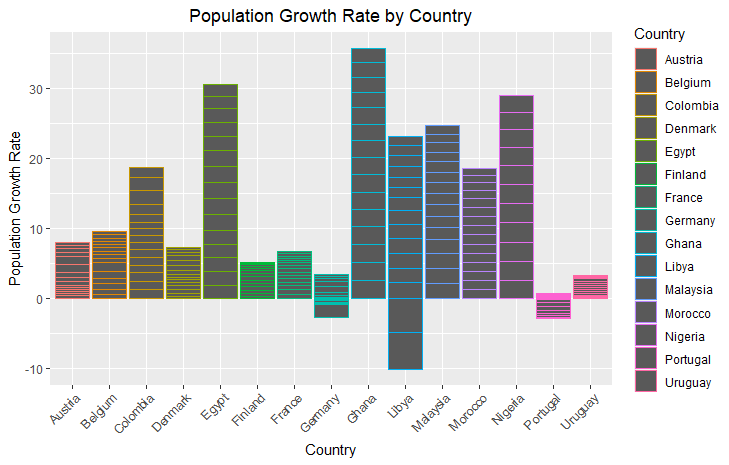 Population Growth Rate by Country
Population Growth Rate
30
20
10
0
-10
Austria
Belgium
Colombia
Denmark
Egypt
Finland
France
Germany
Ghana
Libya
Malaysia
Morocco
Nigeria
Portugal
Uruguay
Country
Country
Austria
Belgium
Colombia
Denmark
Egypt
Finland
France
Germany
Ghana
Libya
Malaysia
Morocco
Nigeria
Portugal
Uruguay